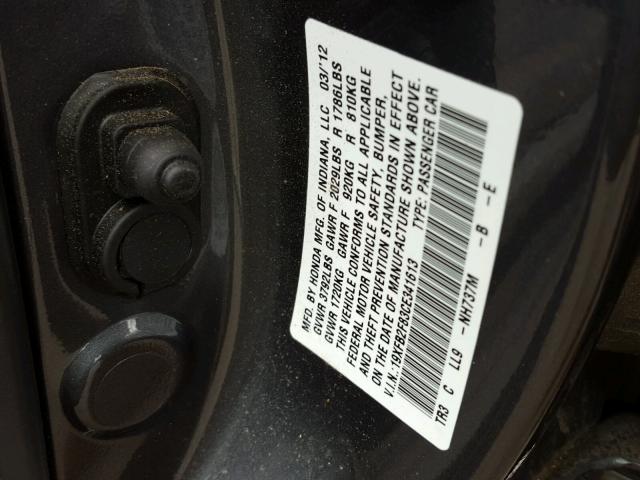 MFD. BY HONDA MFG. OF INDIANA, LLC 03/'12
GVWR 3792LBS GAWR F 2029LBS R 1786LBS
GVWR 1720KG GAWR F 920KG R 810KG
THIS VEHICLE CONFORMS TO ALL APPLICABLE
FEDERAL MOTOR VEHICLE SAFETY, BUMPER,
AND THEFT PREVENTION STANDARDS IN EFFECT
ON THE DATE OF MANUFACTURE SHOWN ABOVE.
V.I.N.:19XFB2F93CE341613 TYPE: PASSENGER CAR
TR3 C LL9 -NH737M -B -E